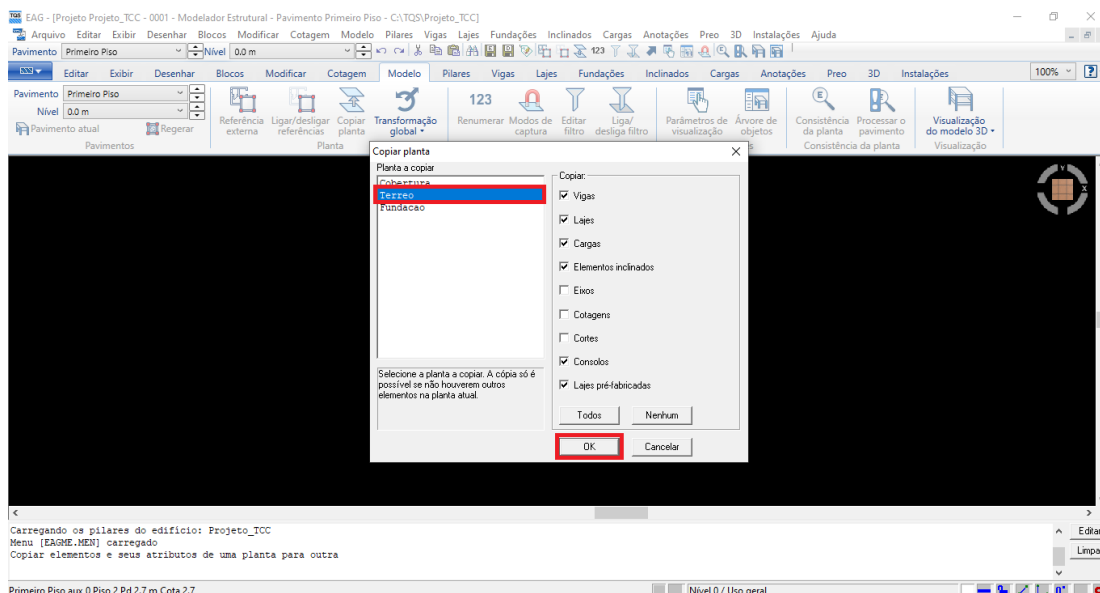 TQS EAG - [Projeto Projeto_TCC - 0001 - Modelador Estrutural - Pavimento Primeiro Piso - C:\TQS\Projeto_TCC]
Arquivo Editar Exibir Desenhar Blocos Modificar Cotagem Modelo Pilares Vigas Lajes Fundações Inclinados Cargas Anotações Preo 3D Instalações Ajuda
Pavimento Primeiro Piso Nível 0.0 m 123
Editar Exibir Desenhar Blocos Modificar Cotagem Modelo Pilares Vigas Lajes Fundações Inclinados Cargas Anotações Preo 3D Instalações 100% ?
Pavimento Primeiro Piso
Nível 0.0 m
Pavimento atual Regerar
Pavimentos
Referência externa
Ligar/desligar referências
Copiar planta
Planta
Transformação global
123
Renumerar
Modos de captura
Editar filtro
Liga/ desliga filtro
Parâmetros de visualização
Árvore de objetos
s
E
Consistência da planta
Processar o pavimento
Consistência da planta
Visualização do modelo 3D
Visualização
Copiar planta
Planta a copiar
Cobertura
Terreo
Fundacao
Selecione a planta a copiar. A cópia só é
possível se não houverem outros
elementos na planta atual.
Copiar:
Vigas
Lajes
Cargas
Elementos inclinados
Eixos
Cotagens
Cortes
Consolos
Lajes pré-fabricadas
Todos Nenhum
OK Cancelar
Y
X
Carregando os pilares do edifício: Projeto_TCC
Menu [EAGME.MEN] carregado
Copiar elementos e seus atributos de uma planta para outra
Editar
Limpa
Primeiro Piso aux 0 Piso 2 Pd 2.7 m Cota 2.7
Nível 0 / Uso geral